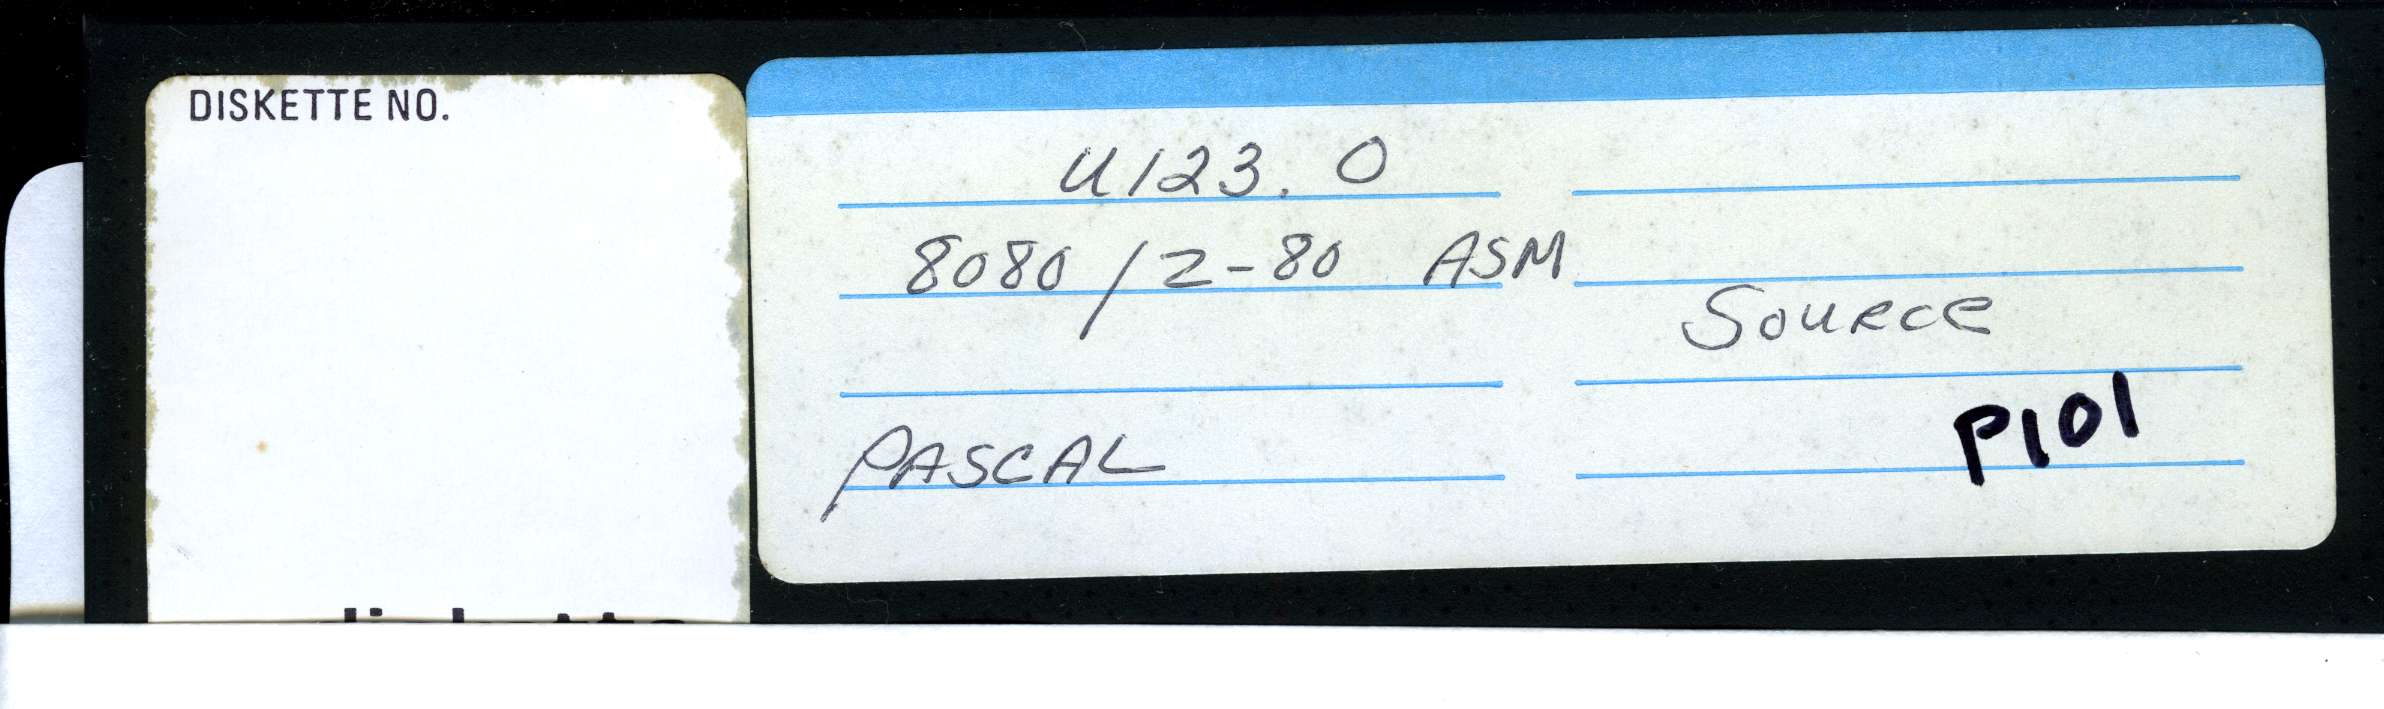 DISKETTE NO.
U123.0
8080/Z-80 ASM
Source
P101
PASCAL